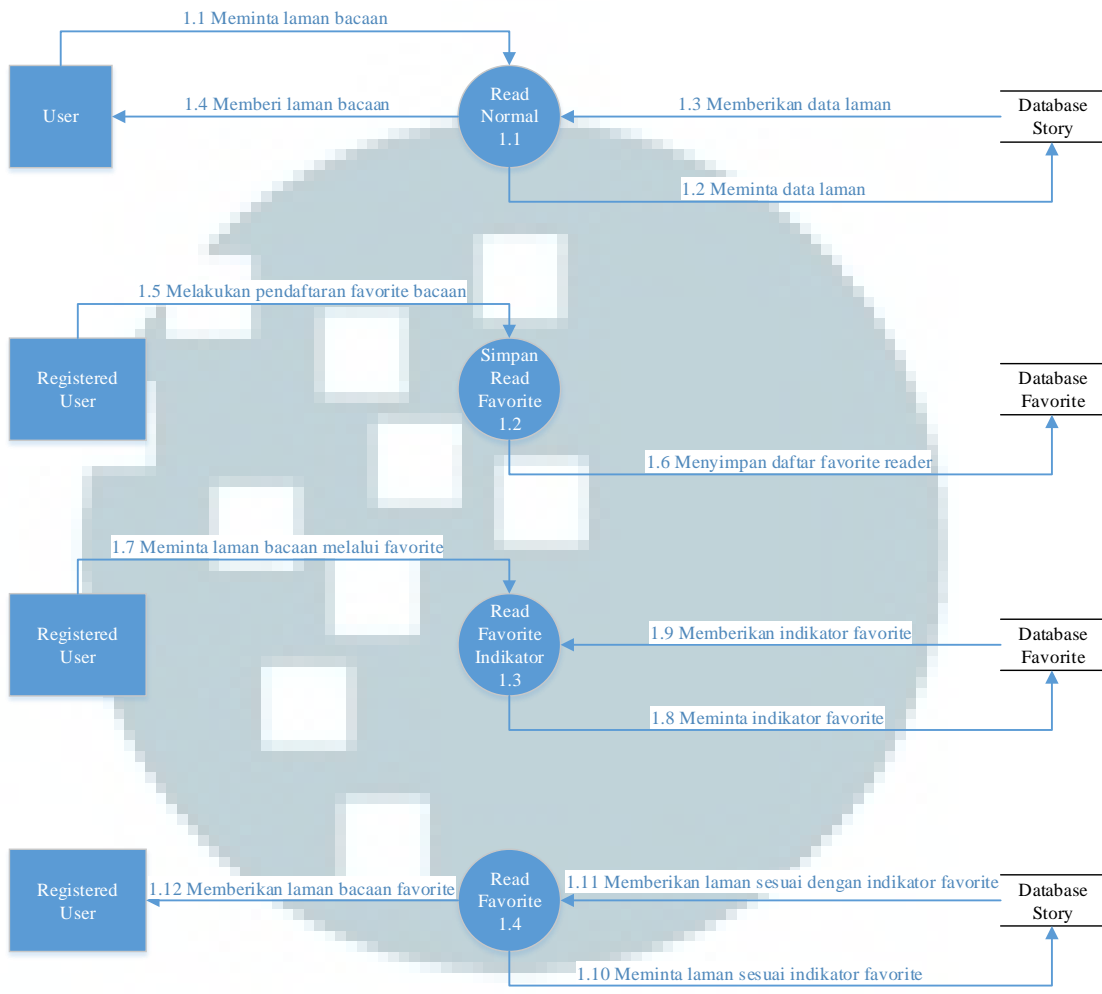 1.1 Meminta laman bacaan
User
1.4 Memberi laman bacaan
Read
Normal
1.1
1.3 Memberikan data laman
Database
Story
1.2 Meminta data laman
1.5 Melakukan pendaftaran favorite bacaan
Registered
User
Simpan
Read
Favorite
1.2
Database
Favorite
1.6 Menyimpan daftar favorite reader
1.7 Meminta laman bacaan melalui favorite
Registered
User
Read
Favorite
Indikator
1.3
1.9 Memberikan indikator favorite
Database
Favorite
1.8 Meminta indikator favorite
Registered
User
1.12 Memberikan laman bacaan favorite
Read
Favorite
1.4
1.11 Memberikan laman sesuai dengan indikator favorite
Database
Story
1.10 Meminta laman sesuai indikator favorite